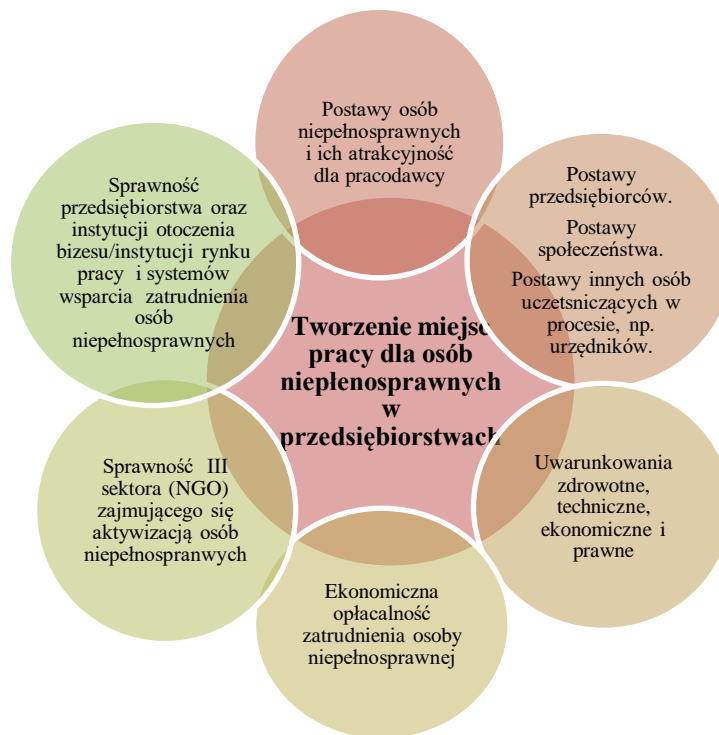 Postawy osób
niepełnosprawnych
i ich atrakcyjność
dla pracodawcy
Postawy
przedsiębiorców.
Postawy
społeczeństwa.
Postawy innych osób
uczetsniczących w
procesie, np.
urzędników.
Uwarunkowania
zdrowotne,
techniczne,
ekonomiczne i
prawne
Ekonomiczna
opłacalność
zatrudnienia osoby
niepełnosprawnej
Sprawność III
sektora (NGO)
zajmującego się
aktywizacją osób
niepełnospranwych
Sprawność
przedsiębiorstwa oraz
instytucji otoczenia
bizesu/instytucji rynku
pracy i systemów
wsparcia zatrudnienia
osób
niepełnosprawnych
Tworzenie miejsc
pracy dla osób
niepłenosprawnych
w
przedsiębiorstwach